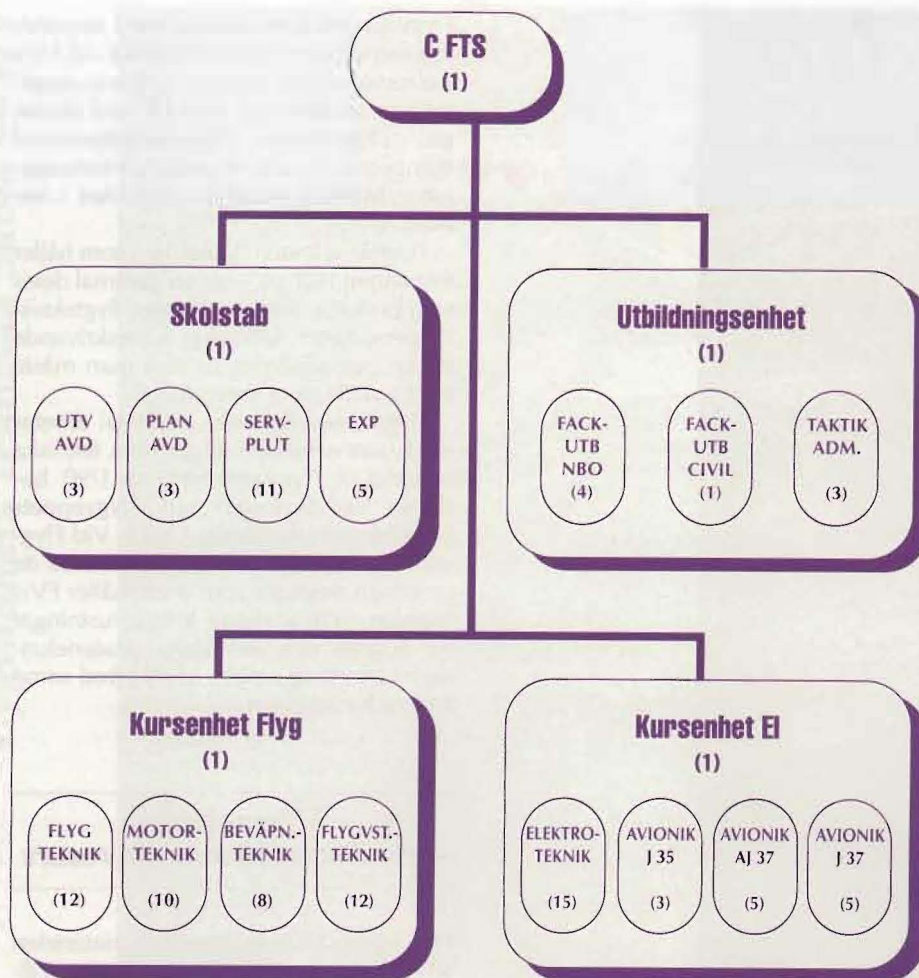 C FTS
(1)
Skolstab
(1)
UTV
AVD
(3)
PLAN
AVD
(3)
SERV-
PLUT
(11)
EXP
(5)
Utbildningsenhet
(1)
FACK-
UTB
NBO
(4)
FACK-
UTB
CIVIL
(1)
TAKTIK
ADM.
(3)
Kursenhet Flyg
(1)
FLYG
TEKNIK
(12)
MOTOR-
TEKNIK
(10)
BEVÄPN.-
TEKNIK
(8)
FLYGVST.-
TEKNIK
(12)
Kursenhet El
(1)
ELEKTRO-
TEKNIK
(15)
AVIONIK
J 35
(3)
AVIONIK
AJ 37
(5)
AVIONIK
J 37
(5)